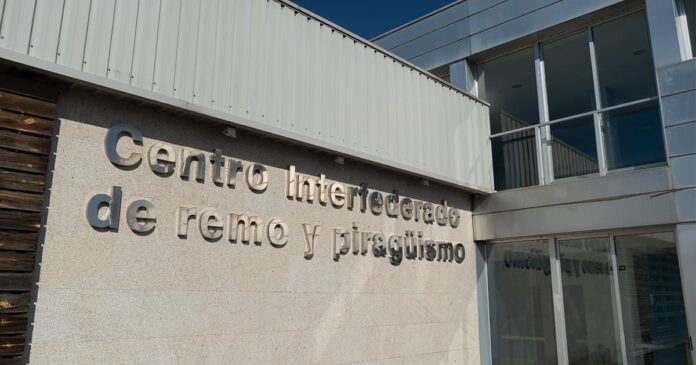 Centro Interfederado
de remo y piragüismo